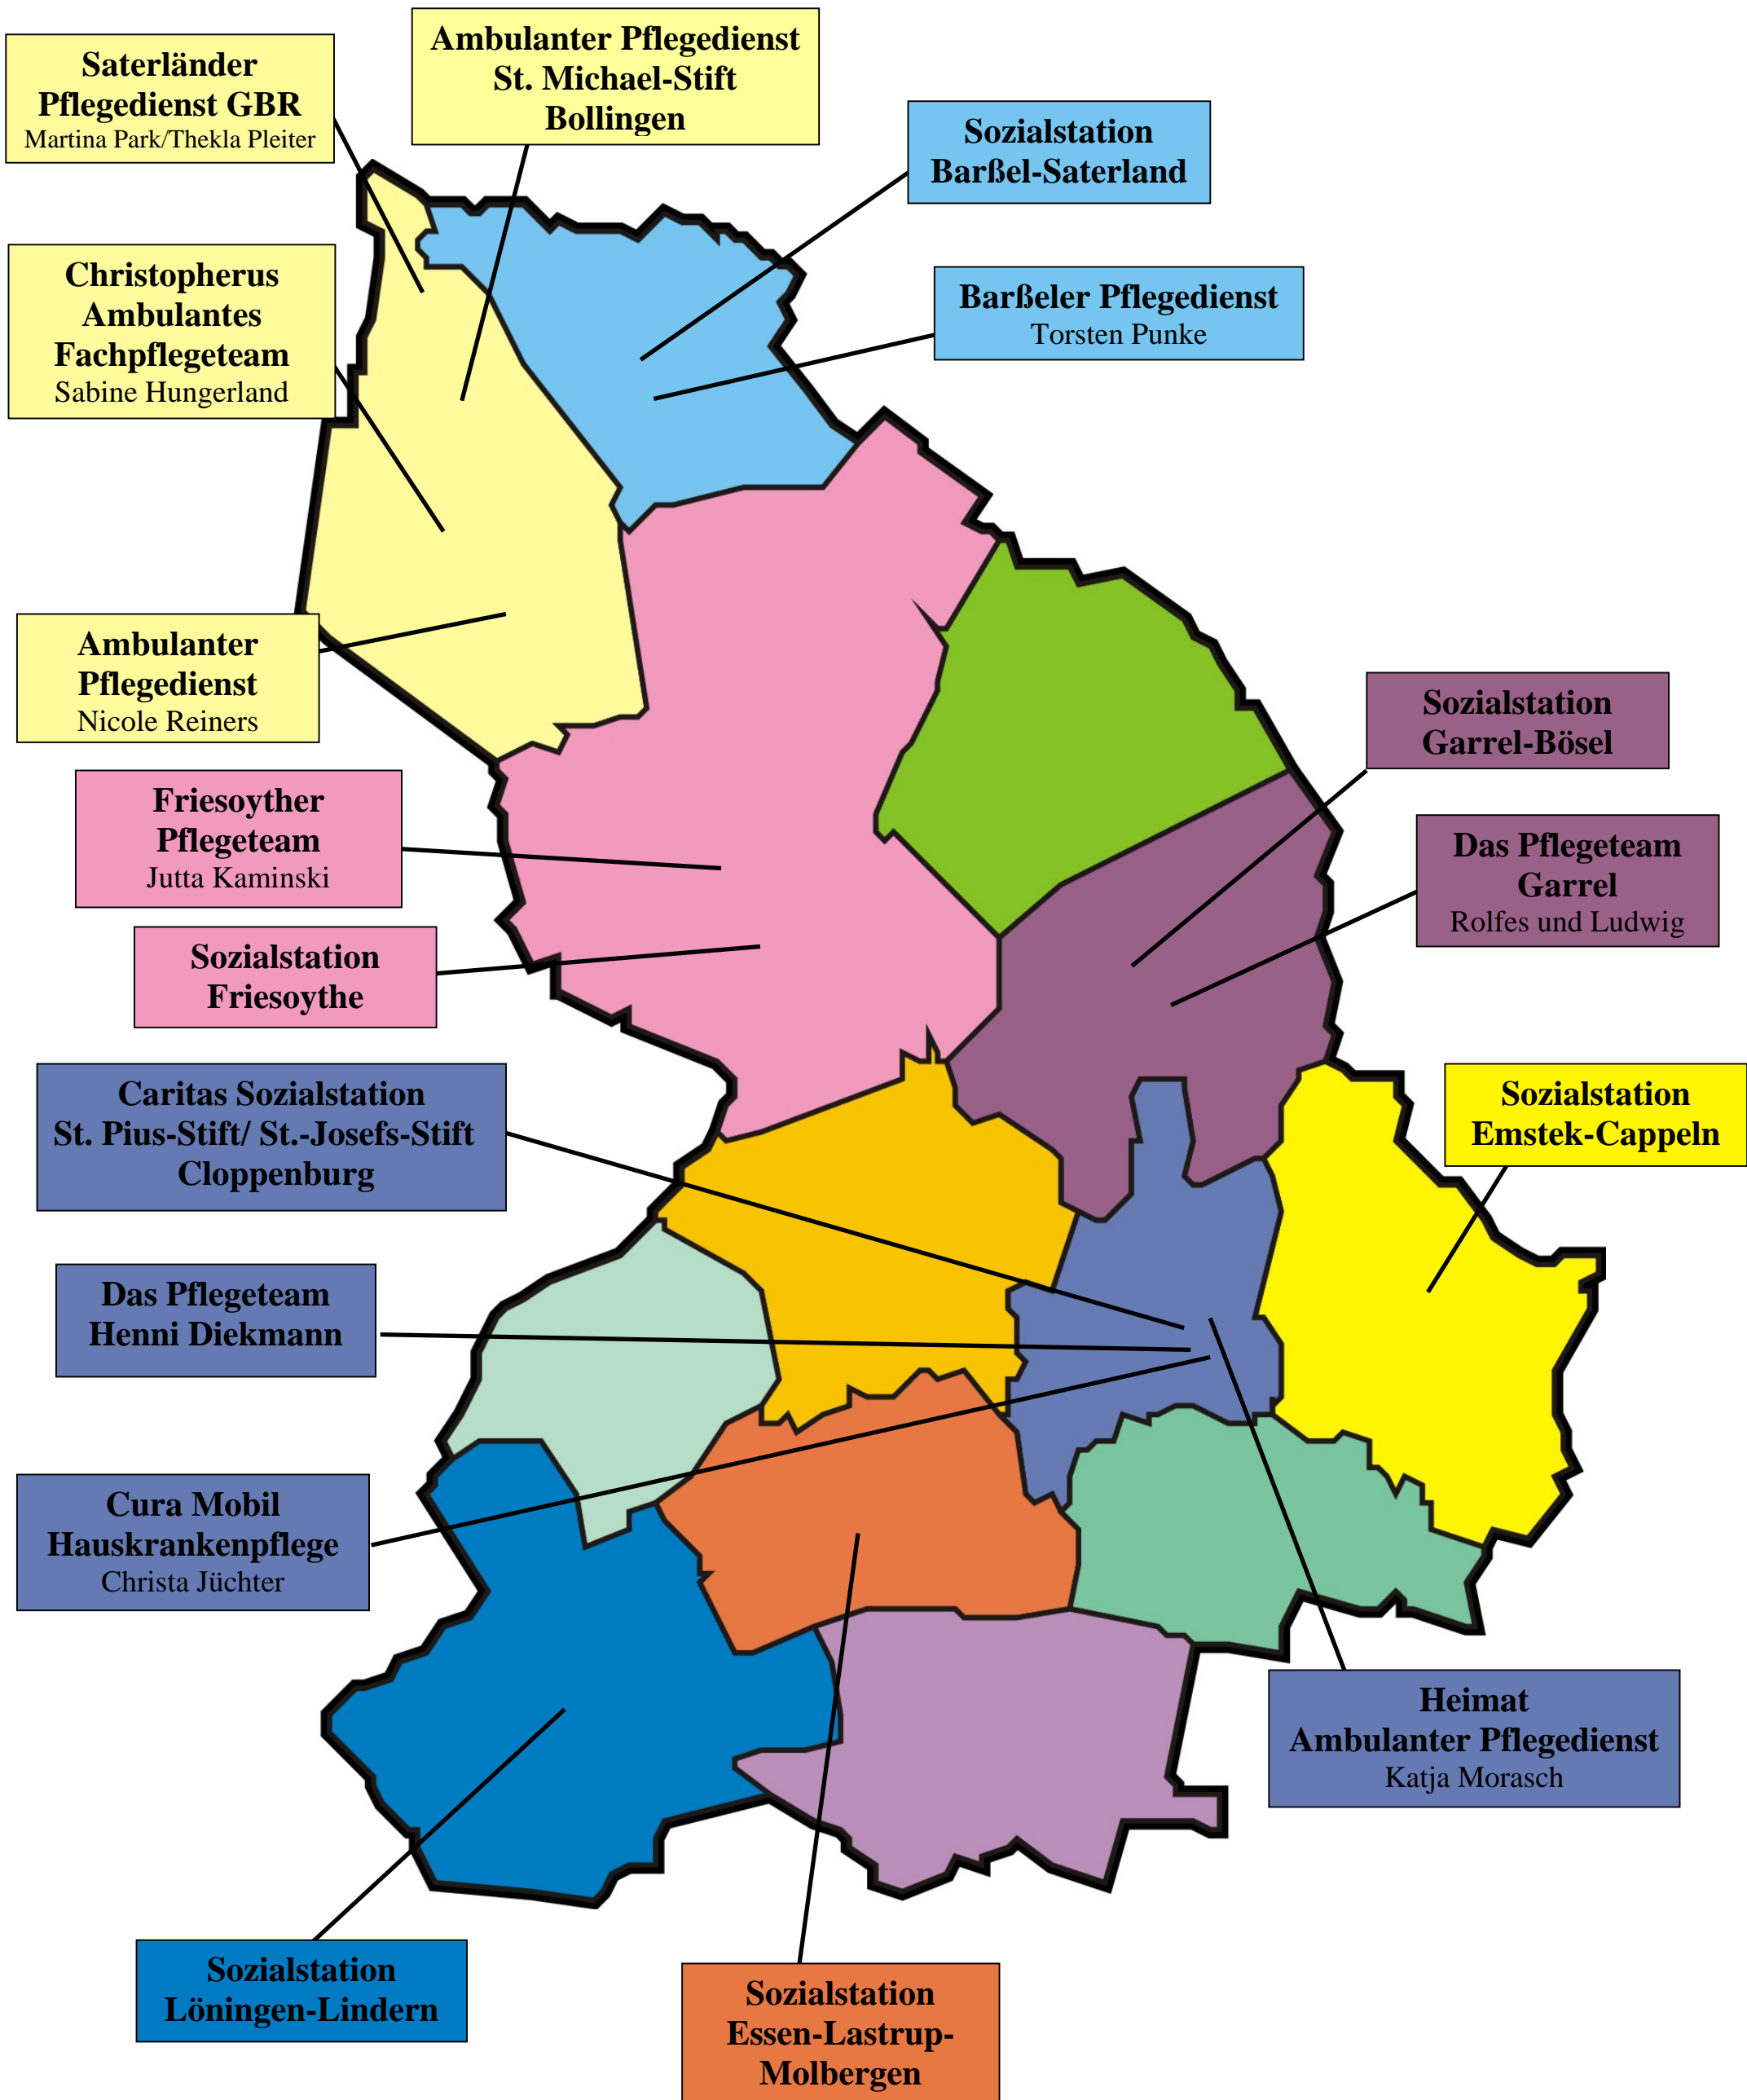 Saterländer
Pflegedienst GBR
Martina Park/Thekla Pleiter
Ambulanter Pflegedienst
St. Michael-Stift
Bollingen
Sozialstation
Barßel-Saterland
Christopherus
Ambulantes
Fachpflegeteam
Sabine Hungerland
Barßeler Pflegedienst
Torsten Punke
Ambulanter
Pflegedienst
Nicole Reiners
Sozialstation
Garrel-Bösel
Friesoyther
Pflegeteam
Jutta Kaminski
Das Pflegeteam
Garrel
Rolfes und Ludwig
Sozialstation
Friesoythe
Caritas Sozialstation
St. Pius-Stift/ St.-Josefs-Stift
Cloppenburg
Sozialstation
Emstek-Cappeln
Das Pflegeteam
Henni Diekmann
Cura Mobil
Hauskrankenpflege
Christa Jüchter
Heimat
Ambulanter Pflegedienst
Katja Morasch
Sozialstation
Löningen-Lindern
Sozialstation
Essen-Lastrup-
Molbergen